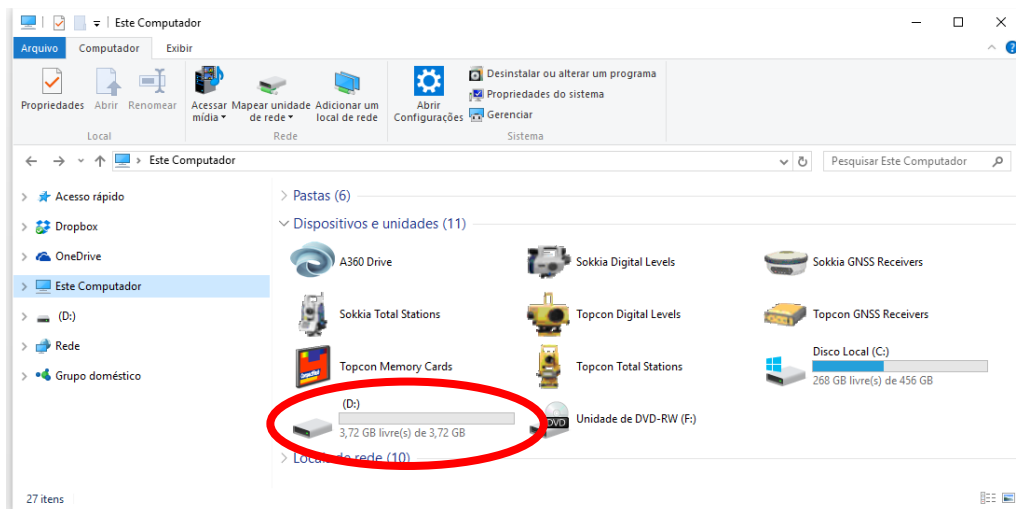 Este Computador
Arquivo Computador Exibir
Propriedades Abrir Renomear Acessar mídia Mapear unidade de rede Adicionar um local de rede Abrir Configurações
Desinstalar ou alterar um programa
Propriedades do sistema
Gerenciar
Local Rede Sistema
Este Computador Pesquisar Este Computador
Acesso rápido
Dropbox
OneDrive
Este Computador
(D:)
Rede
Grupo doméstico
Pastas (6)
Dispositivos e unidades (11)
A360 Drive Sokkia Digital Levels Sokkia GNSS Receivers
Sokkia Total Stations Topcon Digital Levels Topcon GNSS Receivers
Topcon Memory Cards Topcon Total Stations Disco Local (C:)
268 GB livre(s) de 456 GB
(D:)
3,72 GB livre(s) de 3,72 GB
DVD Unidade de DVD-RW (F:)
Locais de rede (10)
27 itens